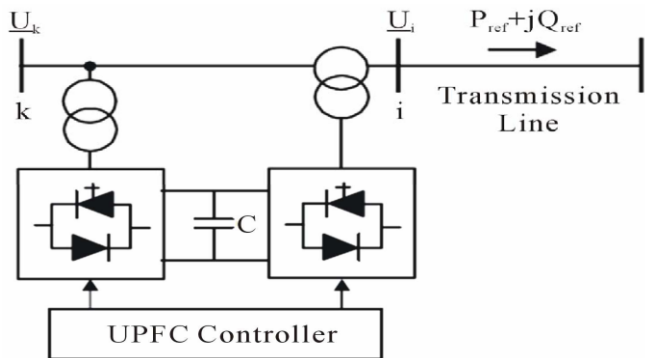 U_k
U_i
P_ref+jQ_ref
k
i
Transmission
Line
C
UPFC Controller